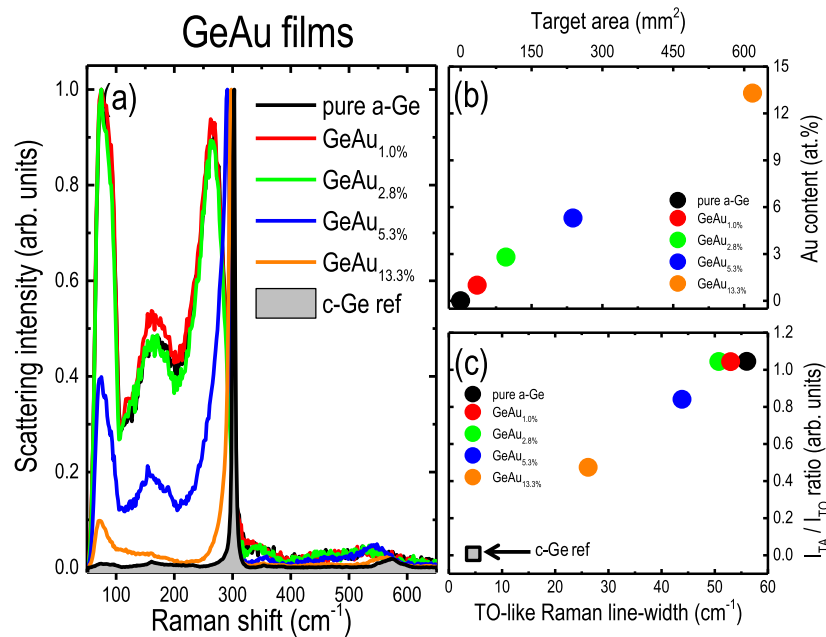 GeAu films
(a)
pure a-Ge
GeAu1.0%
GeAu2.8%
GeAu5.3%
GeAu13.3%
c-Ge ref
Scattering intensity (arb. units)
1.0
0.8
0.6
0.4
0.2
0.0
100 200 300 400 500 600
Raman shift (cm-1)
Target area (mm2)
0 120 240 360 480 600
(b)
15
12
9
6
3
0
Au content (at.%)
pure a-Ge
GeAu1.0%
GeAu2.8%
GeAu5.3%
GeAu13.3%
(c)
1.2
1.0
0.8
0.6
0.4
0.2
0.0
ITA / ITO ratio (arb. units)
pure a-Ge
GeAu1.0%
GeAu2.8%
GeAu5.3%
GeAu13.3%
c-Ge ref
0 10 20 30 40 50 60
TO-like Raman line-width (cm-1)